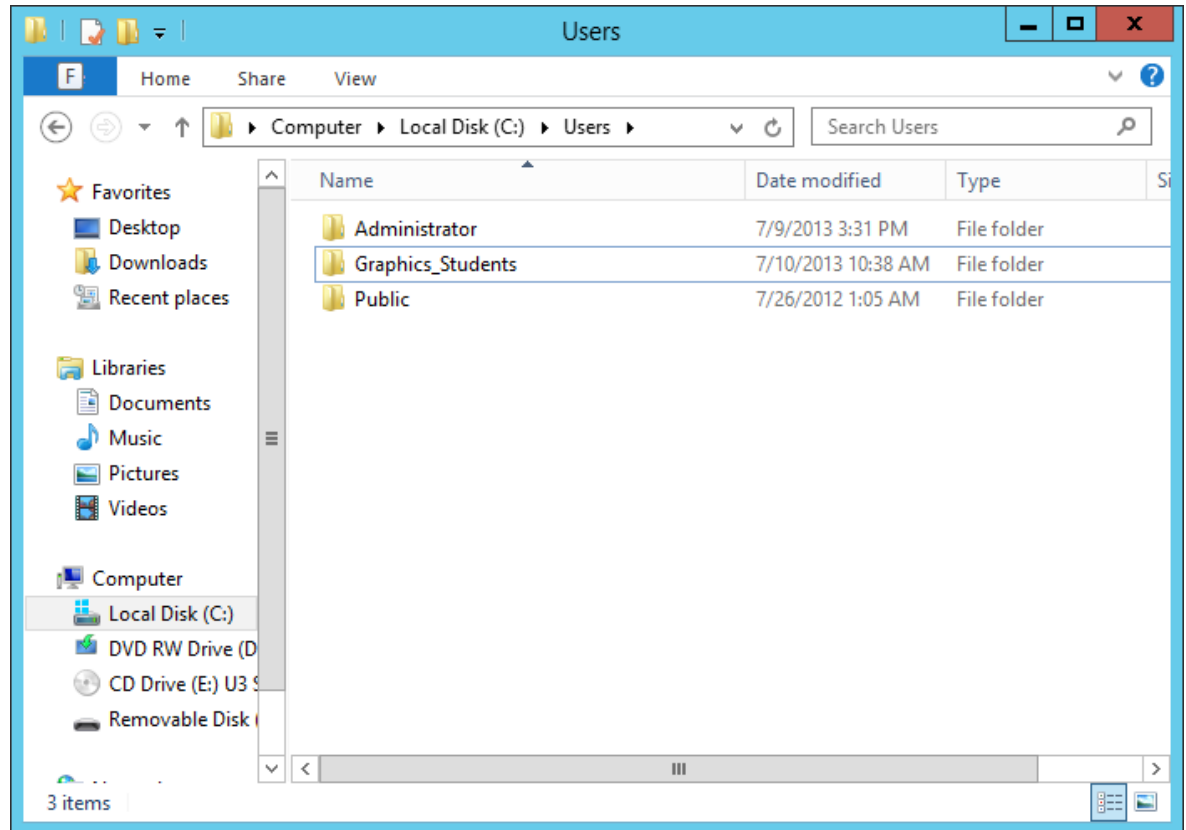 Users
F Home Share View
Computer Local Disk (C:) Users Search Users
Name Date modified Type Si
Favorites
Desktop
Downloads
Recent places
Administrator 7/9/2013 3:31 PM File folder
Graphics_Students 7/10/2013 10:38 AM File folder
Public 7/26/2012 1:05 AM File folder
Libraries
Documents
Music
Pictures
Videos
Computer
Local Disk (C:)
DVD RW Drive (D
CD Drive (E:) U3 S
Removable Disk (
3 items